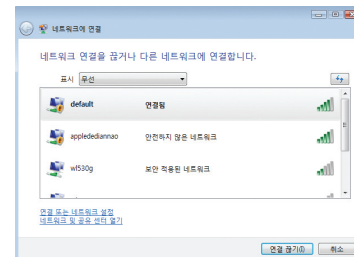 네트워크에 연결
네트워크 연결을 끊거나 다른 네트워크에 연결합니다.
표시 무선
default 연결됨
applediannao 안전하지 않은 네트워크
wl530g 보안 적용된 네트워크
연결 또는 네트워크 설정
네트워크 및 공유 센터 열기
연결 끊기(I) 취소